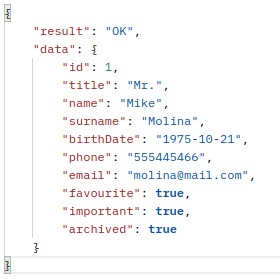 {
    "result": "OK",
    "data": {
        "id": 1,
        "title": "Mr.",
        "name": "Mike",
        "surname": "Molina",
        "birthDate": "1975-10-21",
        "phone": "555445466",
        "email": "molina@mail.com",
        "favourite": true,
        "important": true,
        "archived": true
    }
}